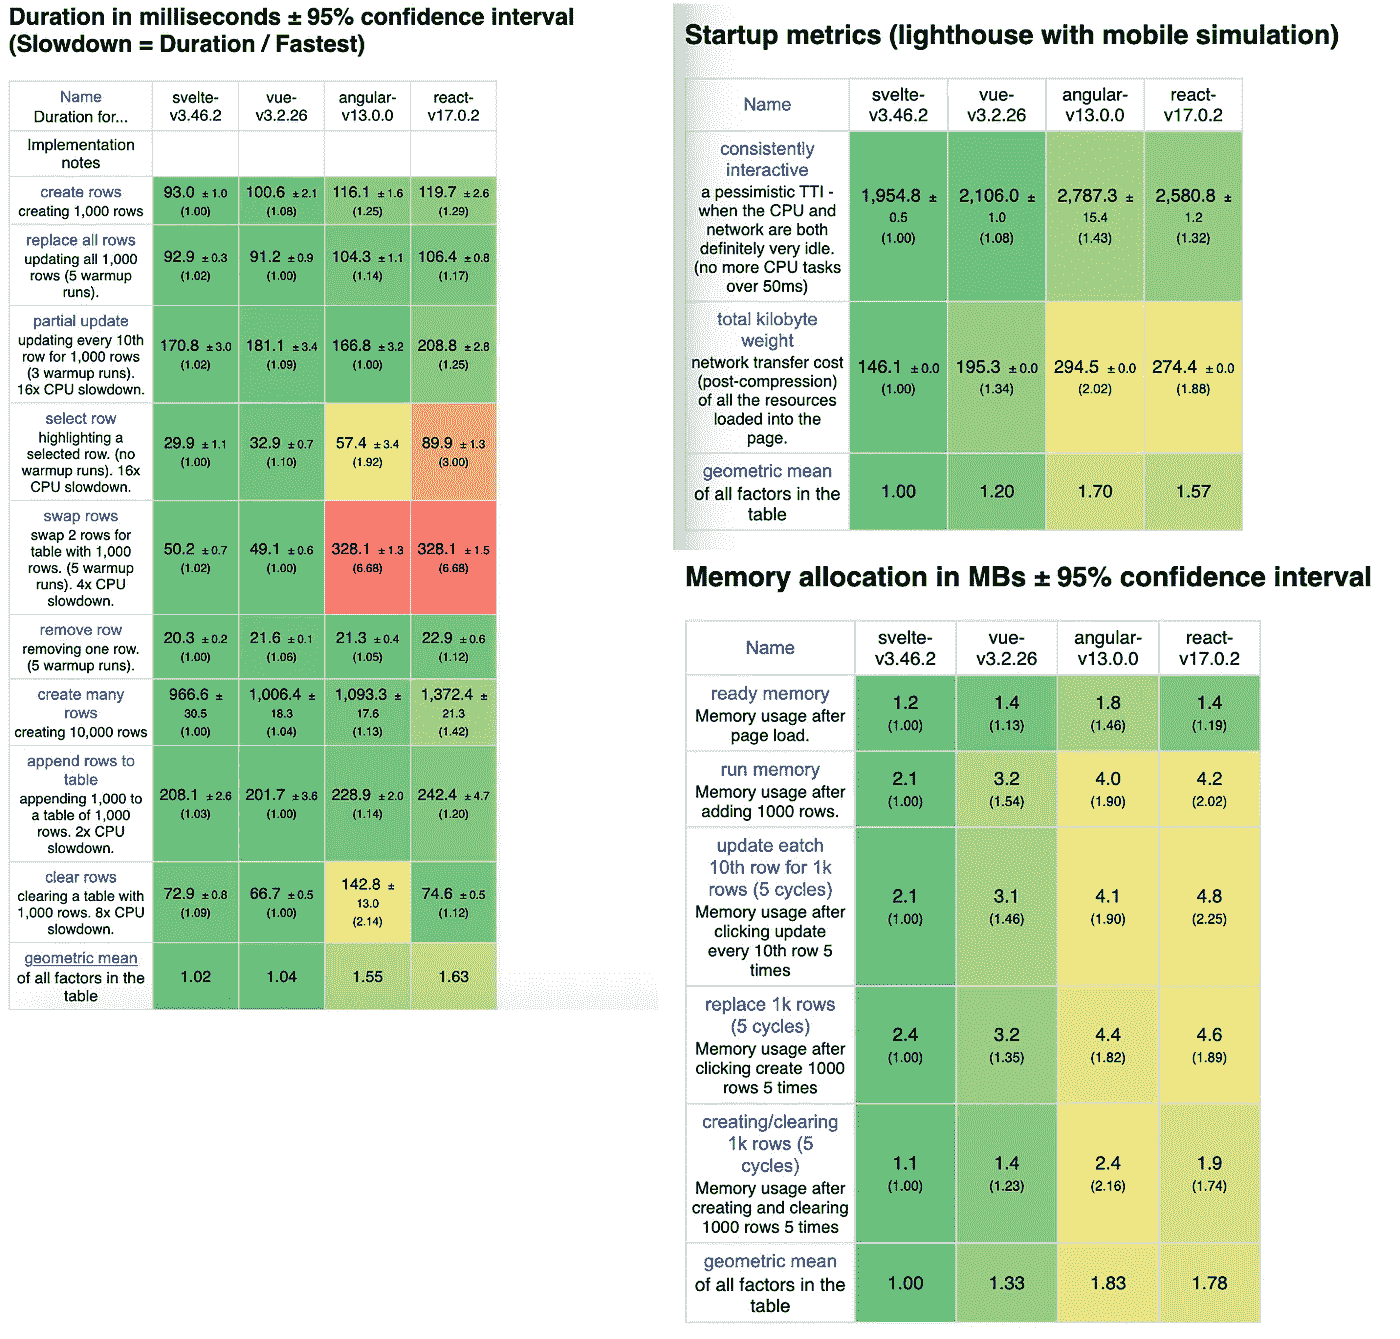 Duration in milliseconds ± 95% confidence interval
(Slowdown = Duration / Fastest)
Name
Duration for...
svelte-
v3.46.2
vue-
v3.2.26
angular-
v13.0.0
react-
v17.0.2
Implementation
notes
create rows
creating 1,000 rows
93.0 ± 1.0
(1.00)
100.6 ± 2.1
(1.08)
116.1 ± 1.6
(1.25)
119.7 ± 2.6
(1.29)
replace all rows
updating all 1,000
rows (5 warmup
runs).
92.9 ± 0.3
(1.02)
91.2 ± 0.9
(1.00)
104.3 ± 1.1
(1.14)
106.4 ± 0.8
(1.17)
partial update
updating every 10th
row for 1,000 rows
(3 warmup runs).
16x CPU slowdown.
170.8 ± 3.0
(1.02)
181.1 ± 3.4
(1.09)
166.8 ± 3.2
(1.00)
208.8 ± 2.8
(1.25)
select row
highlighting a
selected row. (no
warmup runs). 16x
CPU slowdown.
29.9 ± 1.1
(1.00)
32.9 ± 0.7
(1.10)
57.4 ± 3.4
(1.92)
89.9 ± 1.3
(3.00)
swap rows
swap 2 rows for
table with 1,000
rows. (5 warmup
runs). 4x CPU
slowdown.
50.2 ± 0.7
(1.02)
49.1 ± 0.6
(1.00)
328.1 ± 1.3
(6.68)
328.1 ± 1.5
(6.68)
remove row
removing one row.
(5 warmup runs).
20.3 ± 0.2
(1.00)
21.6 ± 0.1
(1.06)
21.3 ± 0.4
(1.05)
22.9 ± 0.6
(1.12)
create many
rows
creating 10,000 rows
966.6 ±
30.5
(1.00)
1,006.4 ±
18.3
(1.04)
1,093.3 ±
17.6
(1.13)
1,372.4 ±
21.3
(1.42)
append rows to
table
appending 1,000 to
a table of 1,000
rows. 2x CPU
slowdown.
208.1 ± 2.6
(1.03)
201.7 ± 3.6
(1.00)
228.9 ± 2.0
(1.14)
242.4 ± 4.7
(1.20)
clear rows
clearing a table with
1,000 rows. 8x CPU
slowdown.
72.9 ± 0.8
(1.09)
66.7 ± 0.5
(1.00)
142.8 ±
13.0
(2.14)
74.6 ± 0.5
(1.12)
geometric mean
of all factors in the
table
1.02
1.04
1.55
1.63
Startup metrics (lighthouse with mobile simulation)
Name
svelte-
v3.46.2
vue-
v3.2.26
angular-
v13.0.0
react-
v17.0.2
consistently
interactive
a pessimistic TTI -
when the CPU and
network are both
definitely very idle.
(no more CPU tasks
over 50ms)
1,954.8 ±
0.5
(1.00)
2,106.0 ±
1.0
(1.08)
2,787.3 ±
15.4
(1.43)
2,580.8 ±
1.2
(1.32)
total kilobyte
weight
network transfer cost
(post-compression)
of all the resources
loaded into the
page.
146.1 ± 0.0
(1.00)
195.3 ± 0.0
(1.34)
294.5 ± 0.0
(2.02)
274.4 ± 0.0
(1.88)
geometric mean
of all factors in the
table
1.00
1.20
1.70
1.57
Memory allocation in MBs ± 95% confidence interval
Name
svelte-
v3.46.2
vue-
v3.2.26
angular-
v13.0.0
react-
v17.0.2
ready memory
Memory usage after
page load.
1.2
(1.00)
1.4
(1.13)
1.8
(1.46)
1.4
(1.19)
run memory
Memory usage after
adding 1000 rows.
2.1
(1.00)
3.2
(1.54)
4.0
(1.90)
4.2
(2.02)
update eatch
10th row for 1k
rows (5 cycles)
Memory usage after
clicking update
every 10th row 5
times
2.1
(1.00)
3.1
(1.46)
4.1
(1.90)
4.8
(2.25)
replace 1k rows
(5 cycles)
Memory usage after
clicking create 1000
rows 5 times
2.4
(1.00)
3.2
(1.35)
4.4
(1.82)
4.6
(1.89)
creating/clearing
1k rows (5
cycles)
Memory usage after
creating and clearing
1000 rows 5 times
1.1
(1.00)
1.4
(1.23)
2.4
(2.16)
1.9
(1.74)
geometric mean
of all factors in the
table
1.00
1.33
1.83
1.78